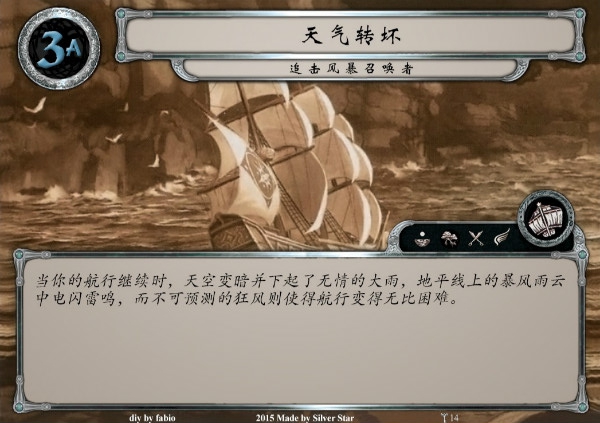 3A
天气转坏
追击风暴召唤者
当你的航行继续时，天空变暗并下起了无情的大雨，地平线上的暴风雨云
中电闪雷鸣，而不可预测的狂风则使得航行变得无比困难。
diy by fabio
2015 Made by Silver Star
14